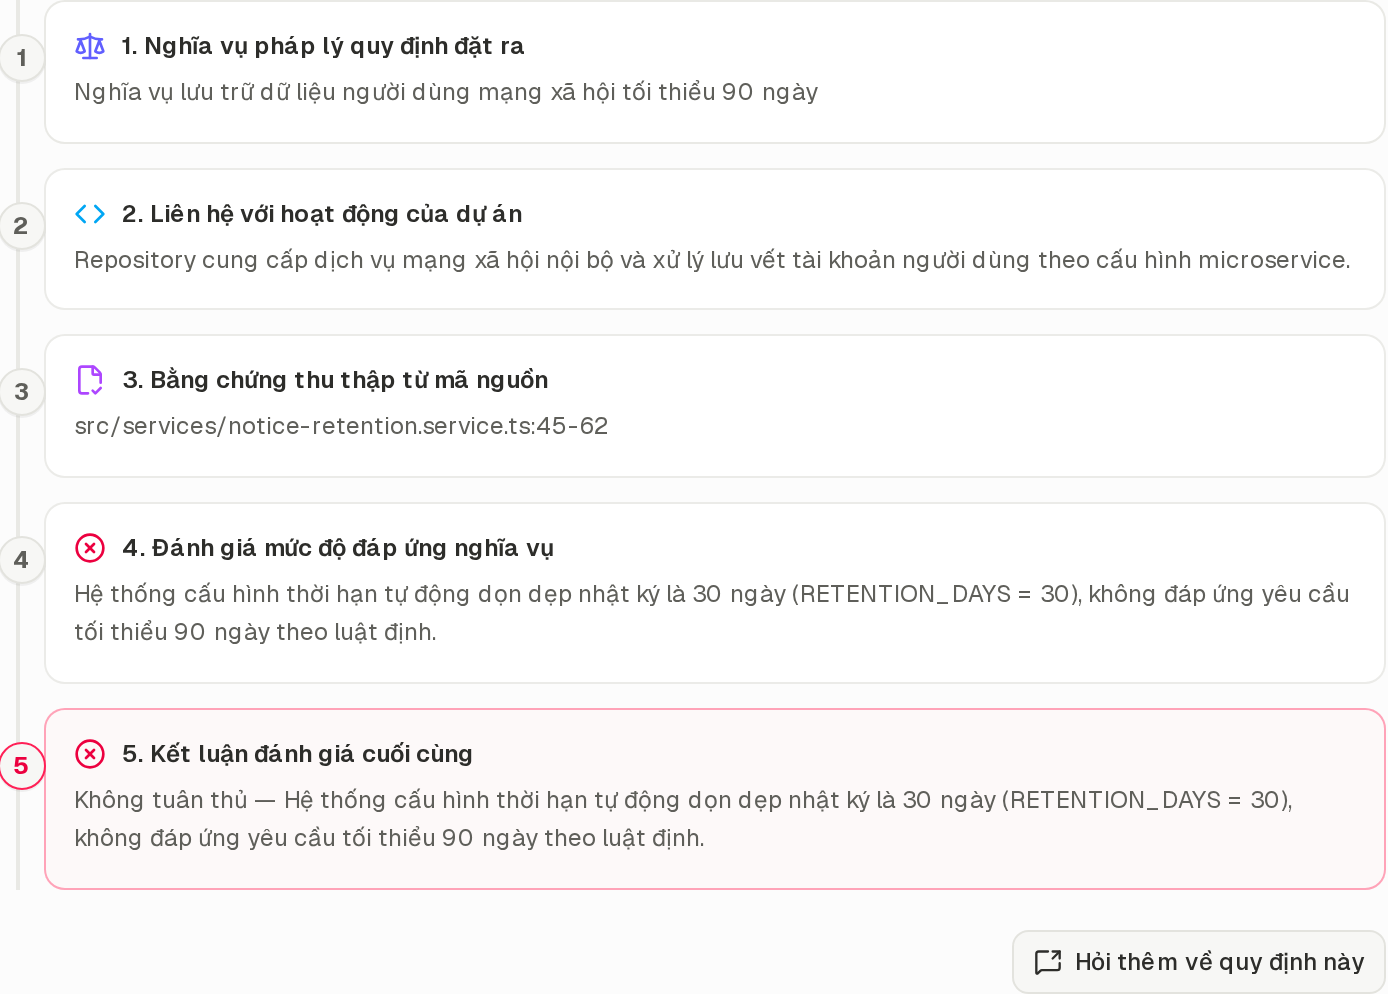 1
1. Nghĩa vụ pháp lý quy định đặt ra
Nghĩa vụ lưu trữ dữ liệu người dùng mạng xã hội tối thiểu 90 ngày
2
2. Liên hệ với hoạt động của dự án
Repository cung cấp dịch vụ mạng xã hội nội bộ và xử lý lưu vết tài khoản người dùng theo cấu hình microservice.
3
3. Bằng chứng thu thập từ mã nguồn
src/services/notice-retention.service.ts:45-62
4
4. Đánh giá mức độ đáp ứng nghĩa vụ
Hệ thống cấu hình thời hạn tự động dọn dẹp nhật ký là 30 ngày (RETENTION_DAYS = 30), không đáp ứng yêu cầu
tối thiểu 90 ngày theo luật định.
5
5. Kết luận đánh giá cuối cùng
Không tuân thủ — Hệ thống cấu hình thời hạn tự động dọn dẹp nhật ký là 30 ngày (RETENTION_DAYS = 30),
không đáp ứng yêu cầu tối thiểu 90 ngày theo luật định.
Hỏi thêm về quy định này